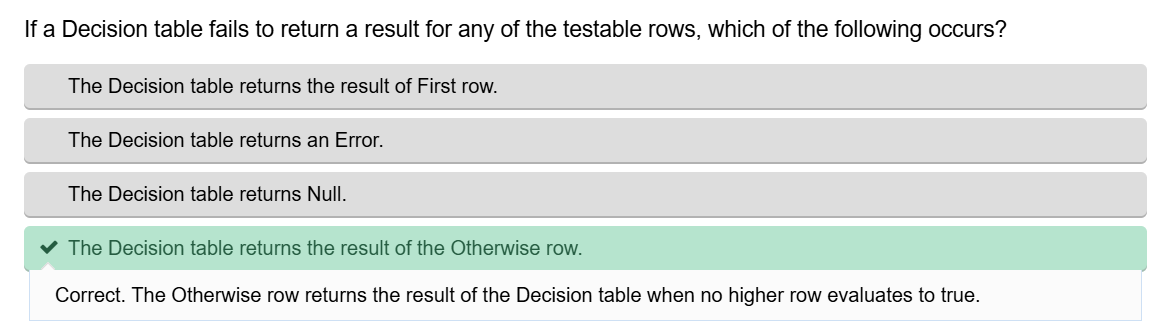 If a Decision table fails to return a result for any of the testable rows, which of the following occurs?
The Decision table returns the result of First row.
The Decision table returns an Error.
The Decision table returns Null.
The Decision table returns the result of the Otherwise row.
Correct. The Otherwise row returns the result of the Decision table when no higher row evaluates to true.